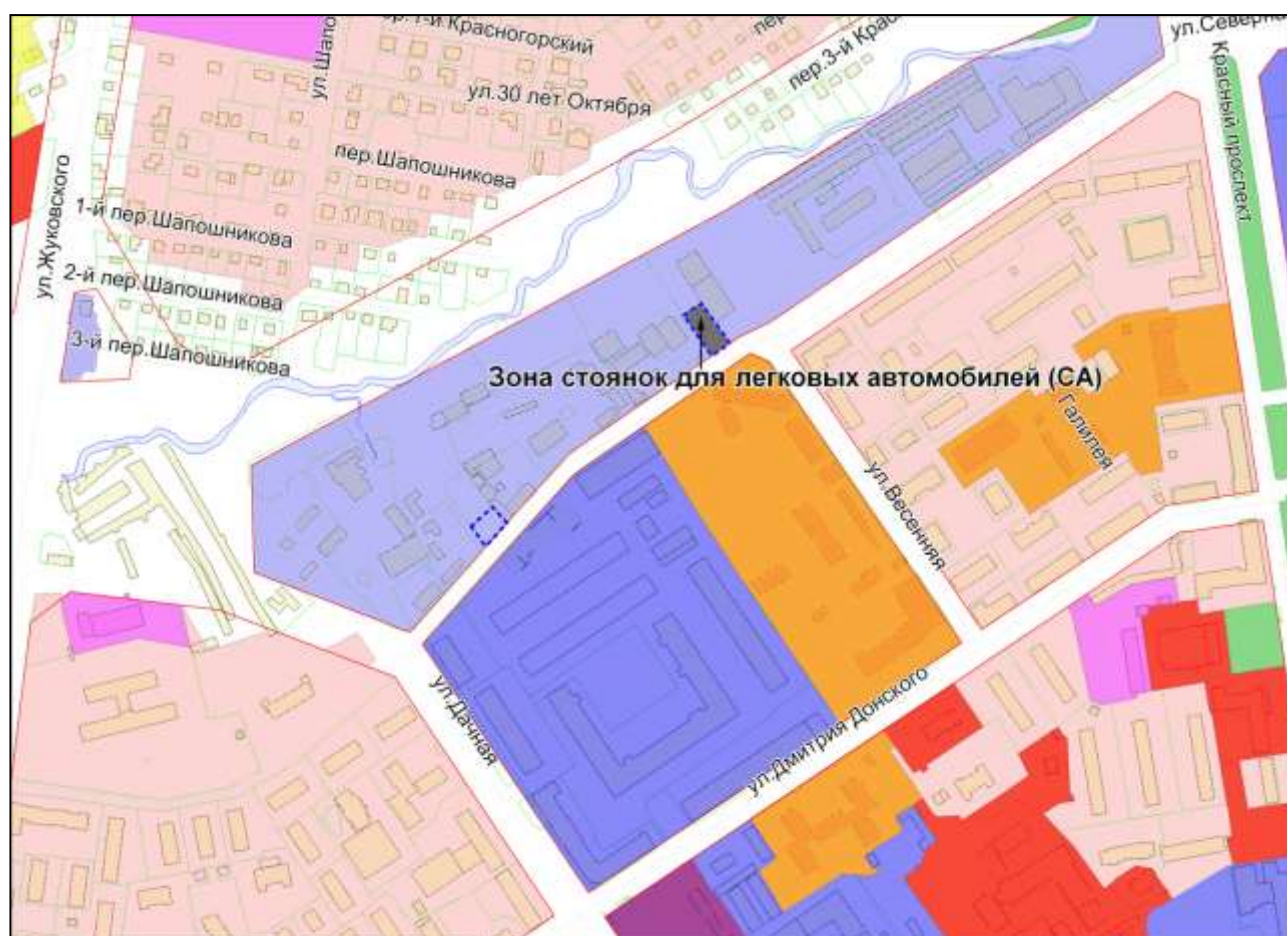 пер.1-й Красногорский
ул.Северн
ул.Шапо
пер.3-й Крас
ул.30 лет Октября
Красный проспект
пер.Шапошникова
ул.Жуковского
1-й пер.Шапошникова
2-й пер.Шапошникова
3-й пер.Шапошникова
Зона стоянок для легковых автомобилей (СА)
Галилея
ул.Весенняя
ул.Дачная
ул.Дмитрия Донского